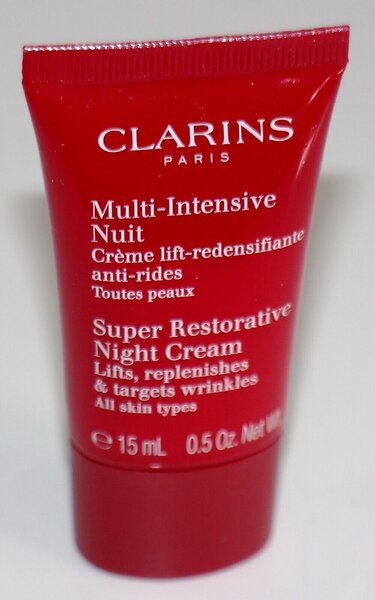 CLARINS
PARIS
Multi-Intensive
Nuit
Crème lift-redensifiante
anti-rides
Toutes peaux
Super Restorative
Night Cream
Lifts, replenishes
& targets wrinkles
All skin types
℮ 15 mL 0.5 Oz. Net